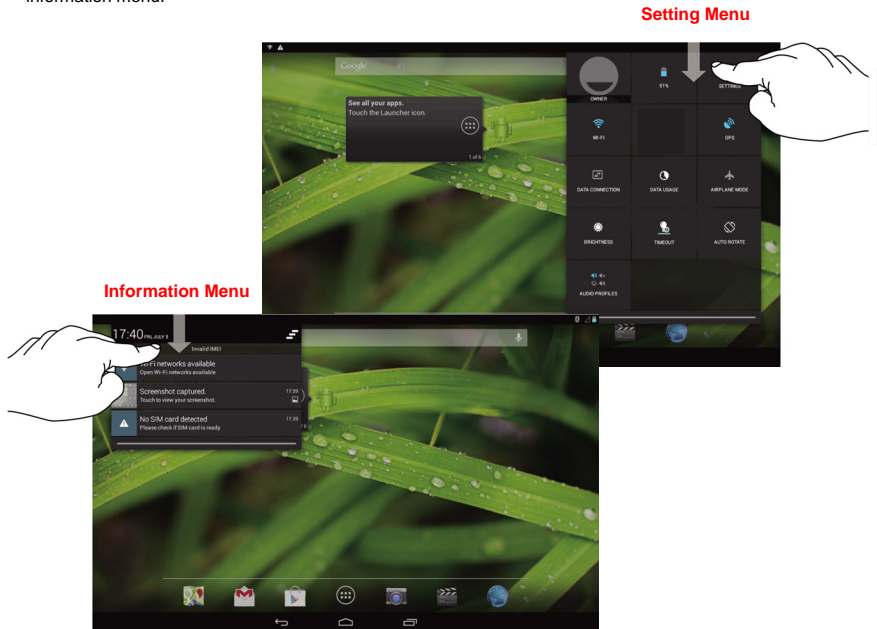 information menu.
Setting Menu
Google
See all your apps.
Touch the Launcher icon.
1 of 6
OWNER
51%
SETTINGS
WI-FI
GPS
DATA CONNECTION
DATA USAGE
AIRPLANE MODE
BRIGHTNESS
TIMEOUT
AUTO ROTATE
AUDIO PROFILES
Information Menu
17:40 FRI, JULY 5
Invalid IMEI
Wi-Fi networks available
Open Wi-Fi networks available
Screenshot captured.
17:39
Touch to view your screenshot.
No SIM card detected
17:39
Please check if SIM card is ready